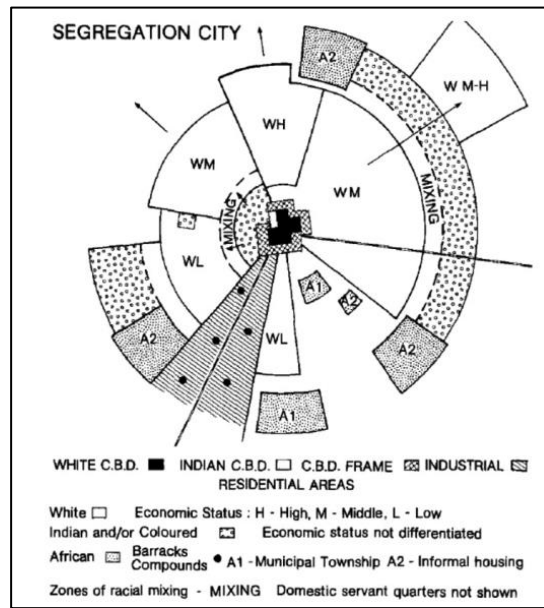 SEGREGATION CITY
A2
W M-H
WH
WM
WM
MIXING
MIXING
WL
A1
A2
A2
WL
A2
A1
WHITE C.B.D. INDIAN C.B.D. C.B.D. FRAME INDUSTRIAL
RESIDENTIAL AREAS
White Economic Status : H - High, M - Middle, L - Low
Indian and/or Coloured Economic status not differentiated
African Barracks Compounds A1 - Municipal Township A2 - Informal housing
Zones of racial mixing - MIXING Domestic servant quarters not shown